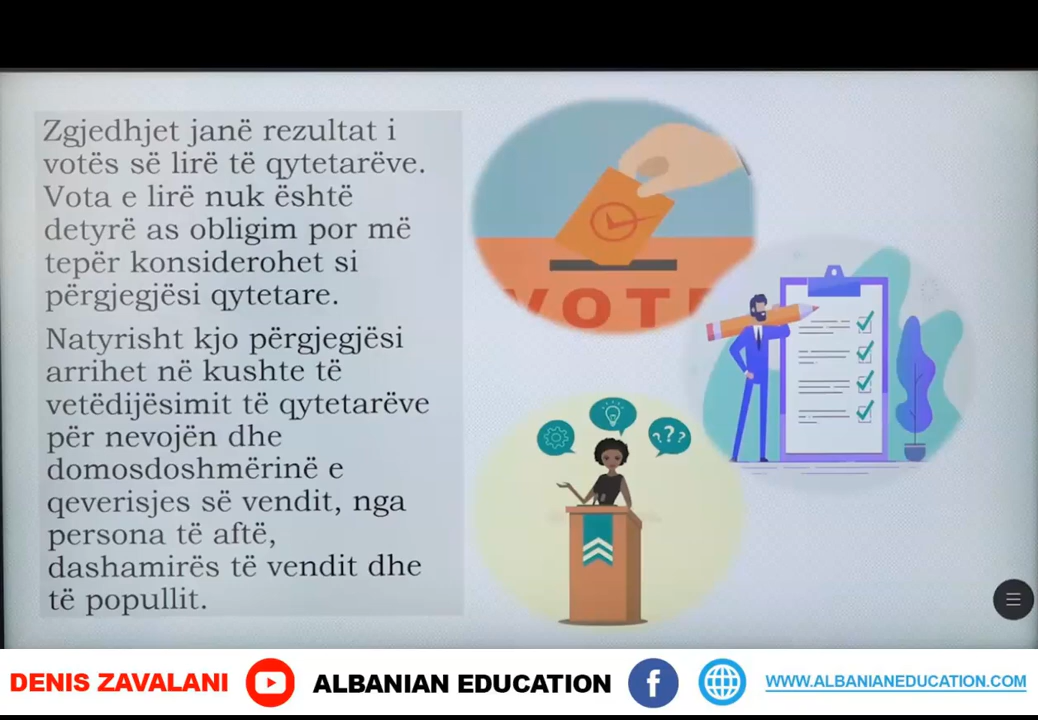 Zgjedhjet janë rezultat i
votës së lirë të qytetarëve.
Vota e lirë nuk është
detyrë as obligim por më
tepër konsiderohet si
përgjegjësi qytetare.
Natyrisht kjo përgjegjësi
arrihet në kushte të
vetëdijësimit të qytetarëve
për nevojën dhe
domosdoshmërinë e
qeverisjes së vendit, nga
persona të aftë,
dashamirës të vendit dhe
të popullit.
???
DENIS ZAVALANI
ALBANIAN EDUCATION
WWW.ALBANIANEDUCATION.COM